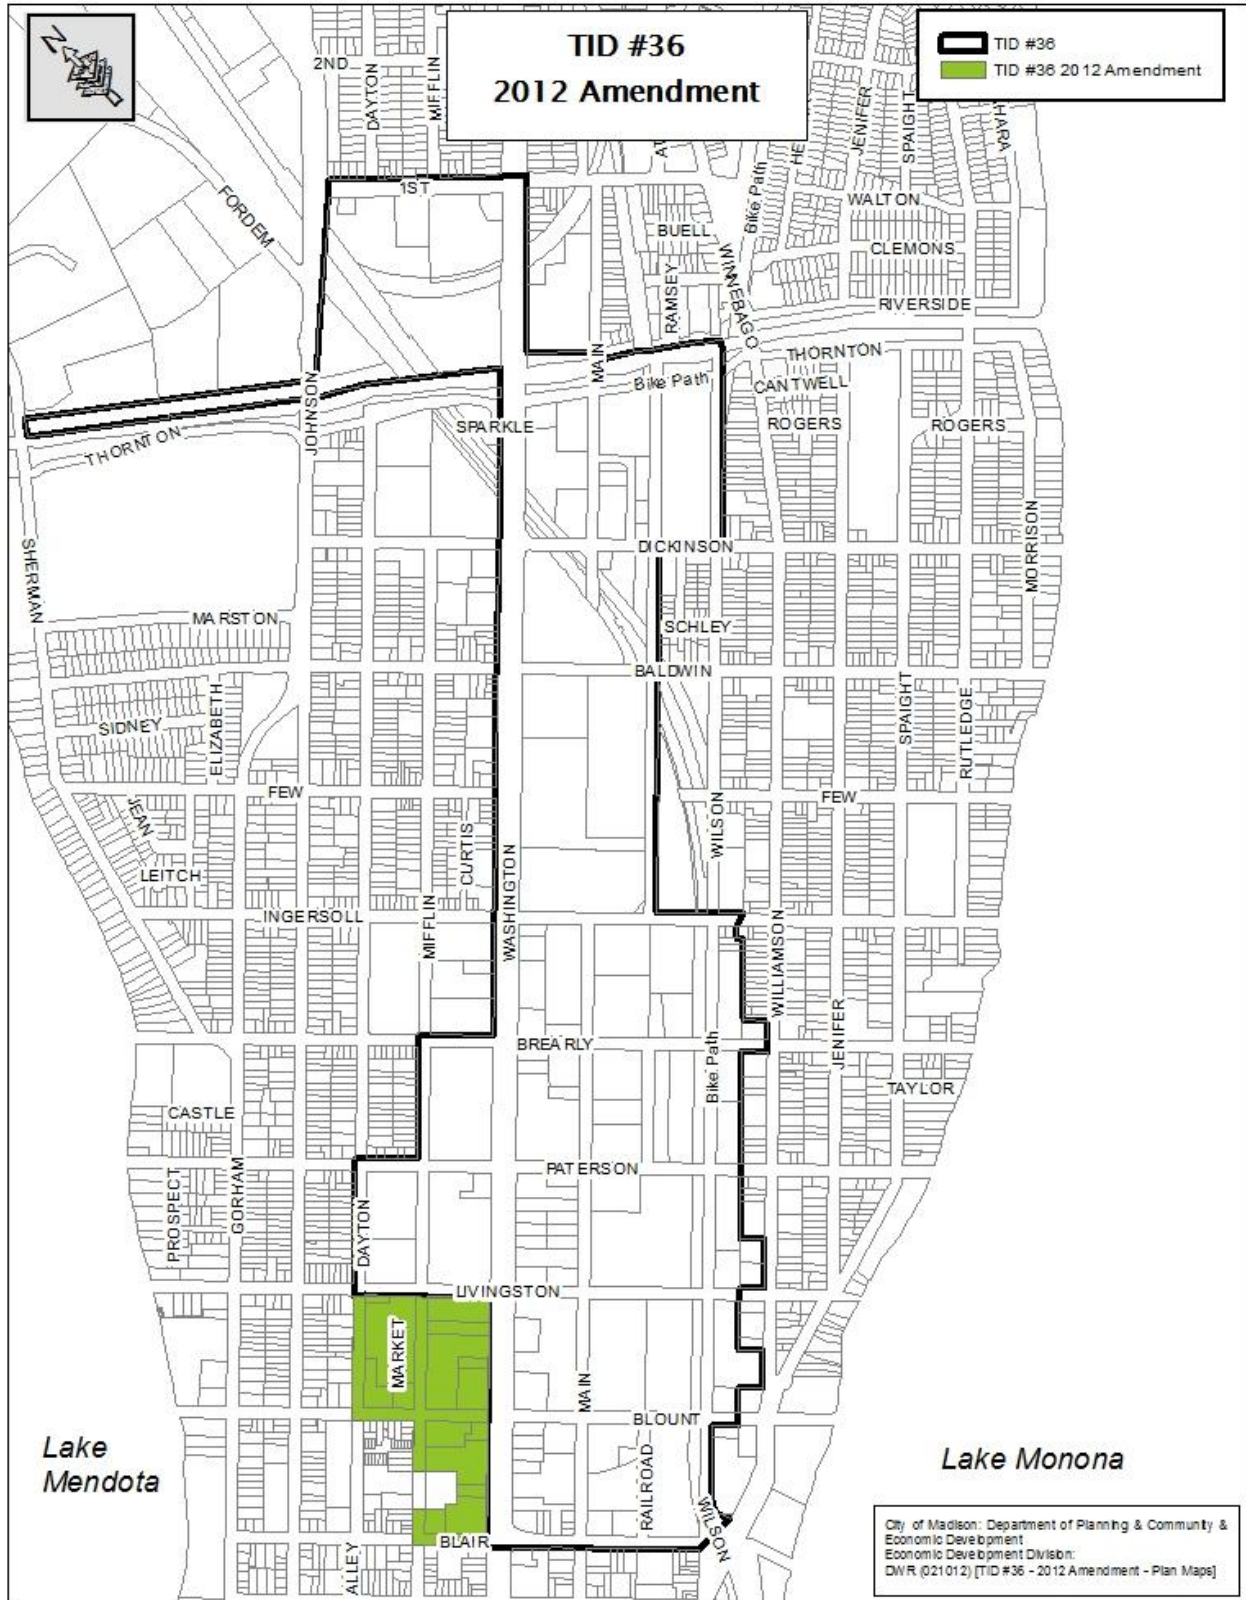 N
TID #36
2012 Amendment
TID #36
TID #36 2012 Amendment
2ND
DAYTON
MIFFLIN
JENIFER
SPAIGHT
HARA
AT
HE
Bike Path
1ST
WALTON
FORDEM
BUELL
CLEMONS
WINNEBAGO
RAMSEY
RIVERSIDE
MAIN
THORNTON
Bike Path
CANTWELL
JOHNSON
SPARKLE
ROGERS
ROGERS
THORNTON
SHERMAN
DICKINSON
MORRISON
MARSTON
SCHLEY
BALDWIN
SIDNEY
ELIZABETH
SPAIGHT
RUTLEDGE
FEW
FEW
JEAN
CURTIS
WILSON
LEITCH
WASHINGTON
INGERSOLL
MIFFLIN
WILLIAMSON
BREARLY
JENIFER
Bike Path
TAYLOR
CASTLE
PATERSON
PROSPECT
GORHAM
DAYTON
LIVINGSTON
MARKET
MAIN
BLOUNT
Lake
Mendota
Lake Monona
RAILROAD
WILSON
BLAIR
ALLEY
City of Madison: Department of Planning & Community &
Economic Development
Economic Development Division:
DWR (021012) [TID #36 - 2012 Amendment - Plan Maps]